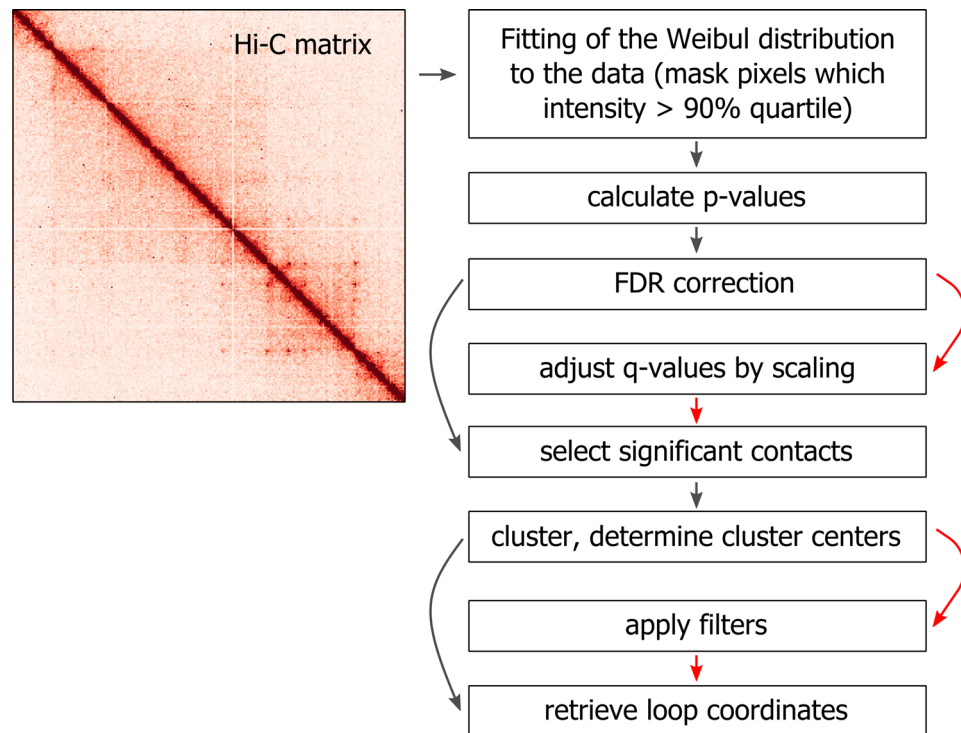 Hi-C matrix
Fitting of the Weibul distribution
to the data (mask pixels which
intensity > 90% quartile)
calculate p-values
FDR correction
adjust q-values by scaling
select significant contacts
cluster, determine cluster centers
apply filters
retrieve loop coordinates